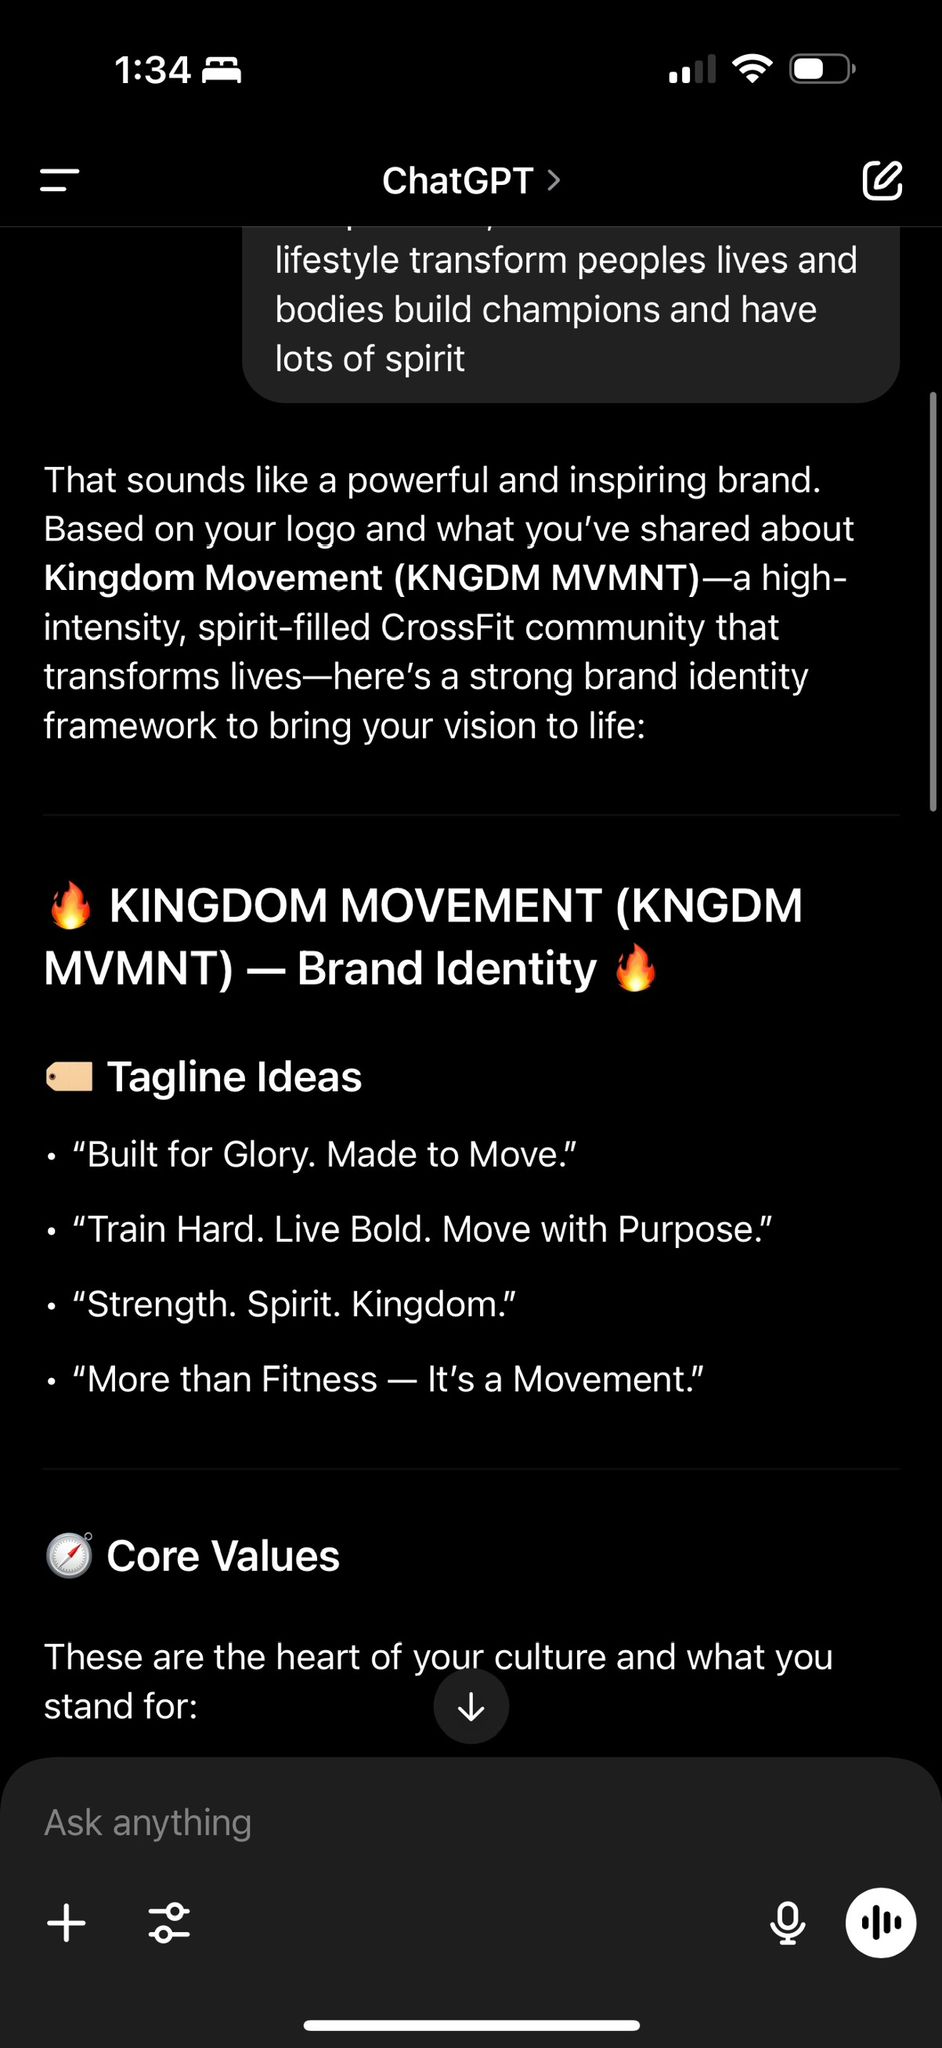 1:34
ChatGPT >
lifestyle transform peoples lives and
bodies build champions and have
lots of spirit
That sounds like a powerful and inspiring brand.
Based on your logo and what you’ve shared about
Kingdom Movement (KNGDM MVMNT)—a high-
intensity, spirit-filled CrossFit community that
transforms lives—here’s a strong brand identity
framework to bring your vision to life:
🔥 KINGDOM MOVEMENT (KNGDM
MVMNT) — Brand Identity 🔥
🏷️ Tagline Ideas
• “Built for Glory. Made to Move.”
• “Train Hard. Live Bold. Move with Purpose.”
• “Strength. Spirit. Kingdom.”
• “More than Fitness — It’s a Movement.”
🧭 Core Values
These are the heart of your culture and what you
stand for:
Ask anything